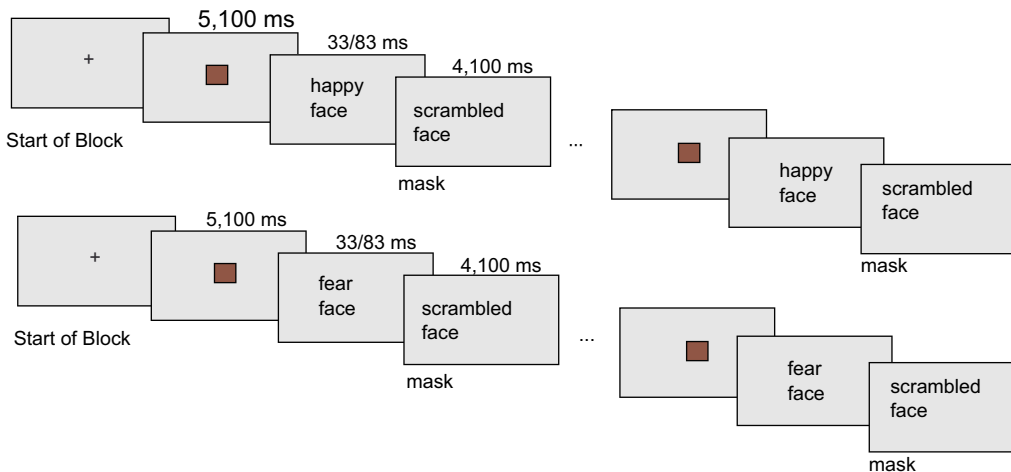 5,100 ms
33/83 ms
4,100 ms
+
happy
face
scrambled
face
Start of Block
mask
...
happy
face
scrambled
face
mask
5,100 ms
33/83 ms
4,100 ms
+
fear
face
scrambled
face
Start of Block
mask
...
fear
face
scrambled
face
mask